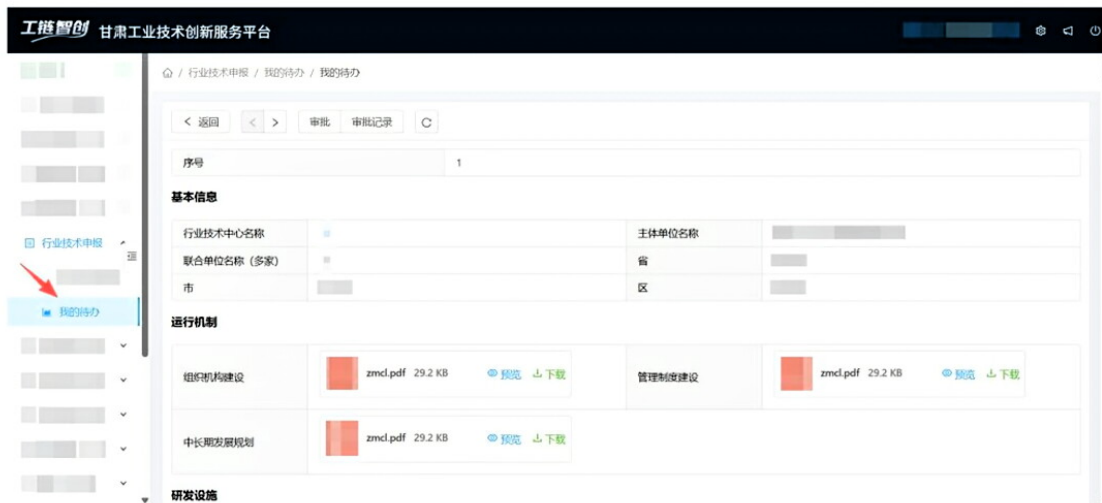 工链智创 甘肃工业技术创新服务平台
/ 行业技术申报 / 我的待办 / 我的待办
< 返回 < > 审批 审批记录
序号 1
基本信息
行业技术中心名称 主体单位名称
行业技术申报
联合单位名称（多家） 省
市 区
我的待办
运行机制
组织机构建设 zmcl.pdf 29.2 KB 预览 下载 管理制度建设 zmcl.pdf 29.2 KB 预览 下载
中长期发展规划 zmcl.pdf 29.2 KB 预览 下载
研发设施